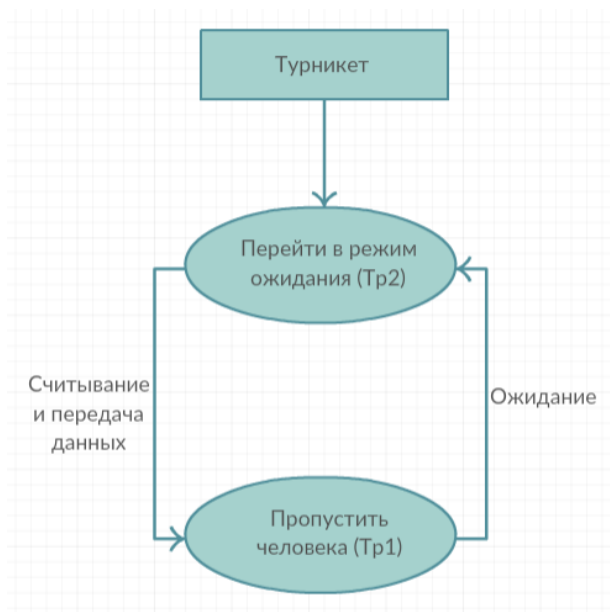 Турникет
Перейти в режим
ожидания (Тр2)
Считывание
и передача
данных
Ожидание
Пропустить
человека (Тр1)